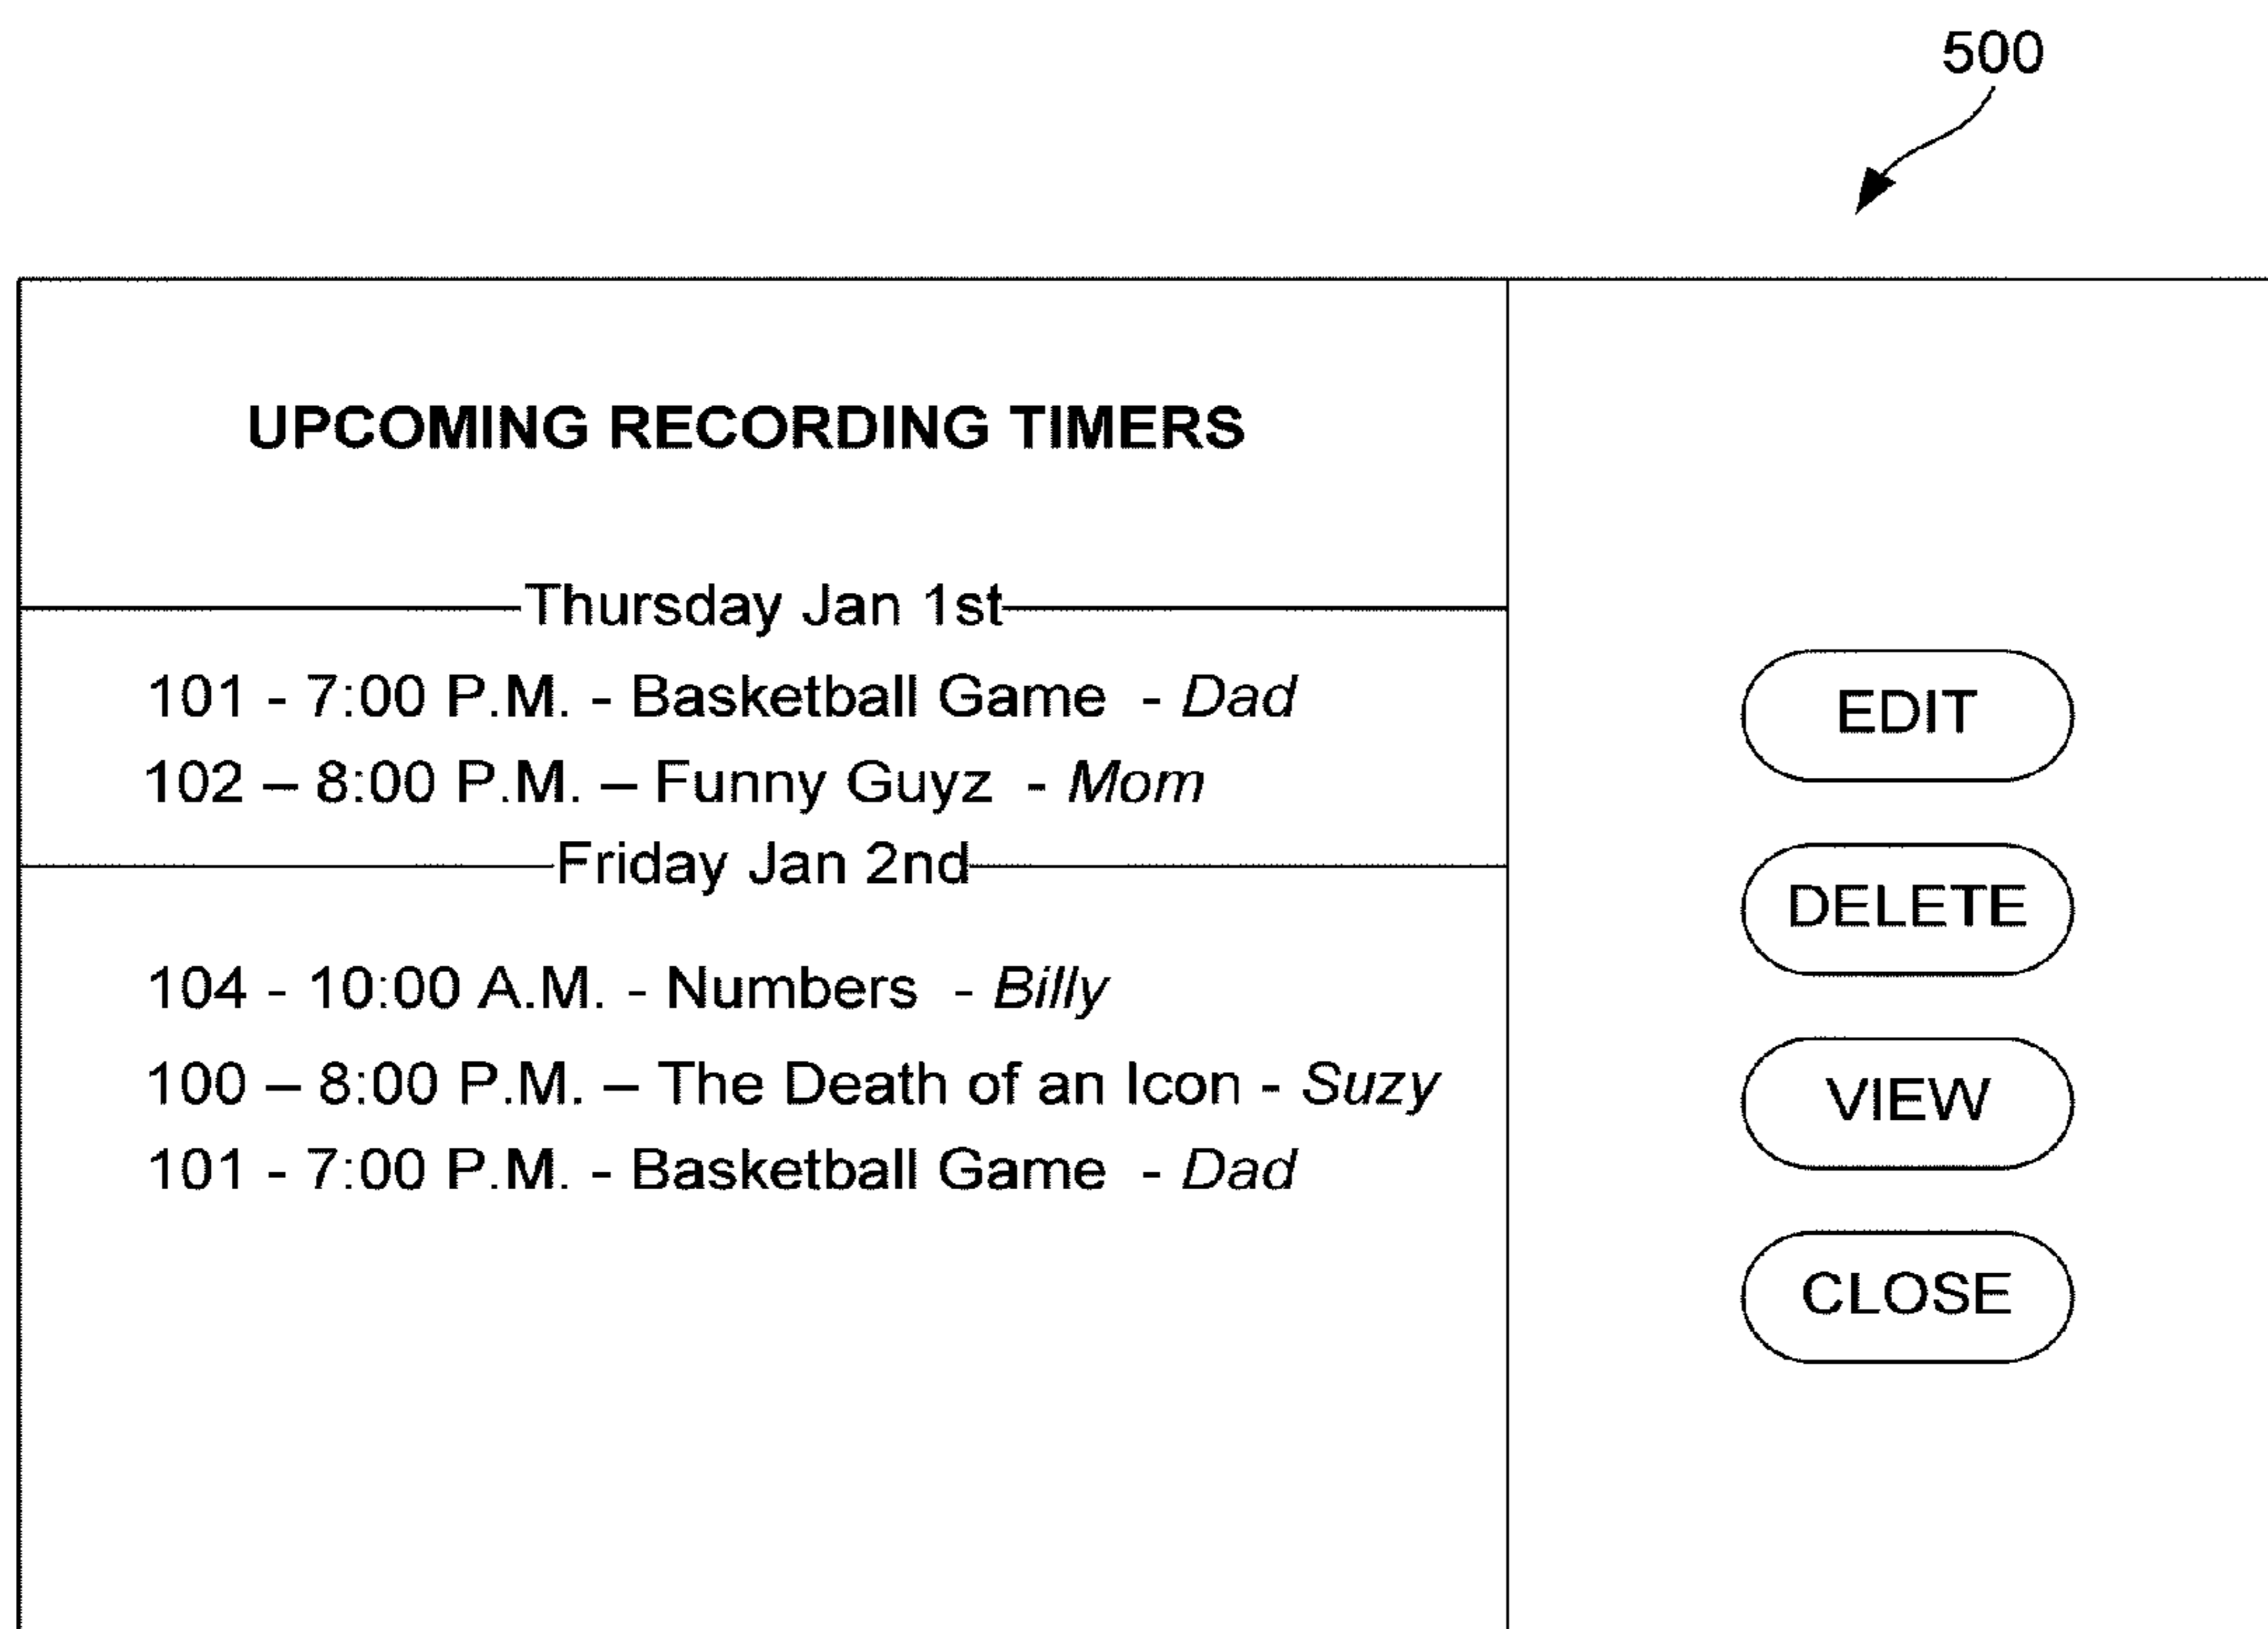 500
UPCOMING RECORDING TIMERS
Thursday Jan 1st
101 - 7:00 P.M. - Basketball Game - Dad
102 – 8:00 P.M. – Funny Guyz - Mom
Friday Jan 2nd
104 - 10:00 A.M. - Numbers - Billy
100 – 8:00 P.M. – The Death of an Icon - Suzy
101 - 7:00 P.M. - Basketball Game - Dad
EDIT
DELETE
VIEW
CLOSE